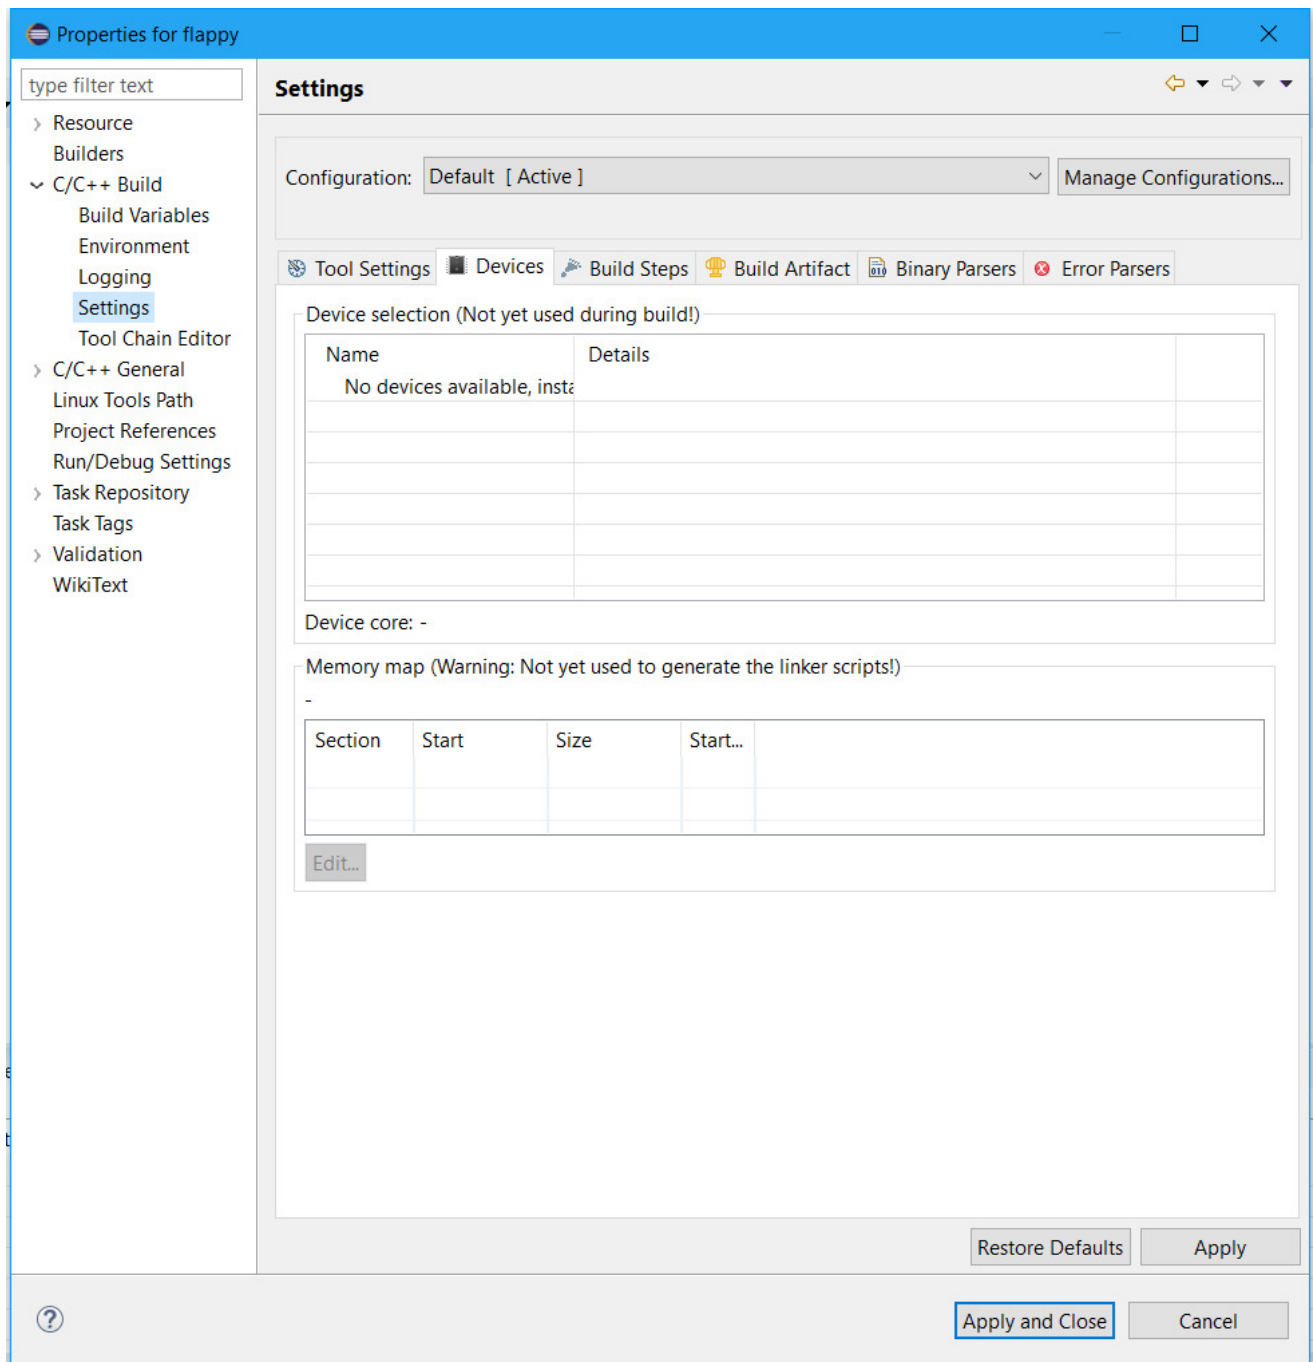 Properties for flappy
type filter text
Resource
Builders
C/C++ Build
Build Variables
Environment
Logging
Settings
Tool Chain Editor
C/C++ General
Linux Tools Path
Project References
Run/Debug Settings
Task Repository
Task Tags
Validation
WikiText
Settings
Configuration: Default [ Active ] Manage Configurations...
Tool Settings Devices Build Steps Build Artifact Binary Parsers Error Parsers
Device selection (Not yet used during build!)
Name Details
No devices available, insta
Device core: -
Memory map (Warning: Not yet used to generate the linker scripts!)
-
Section Start Size Start...
Edit...
Restore Defaults Apply
Apply and Close Cancel